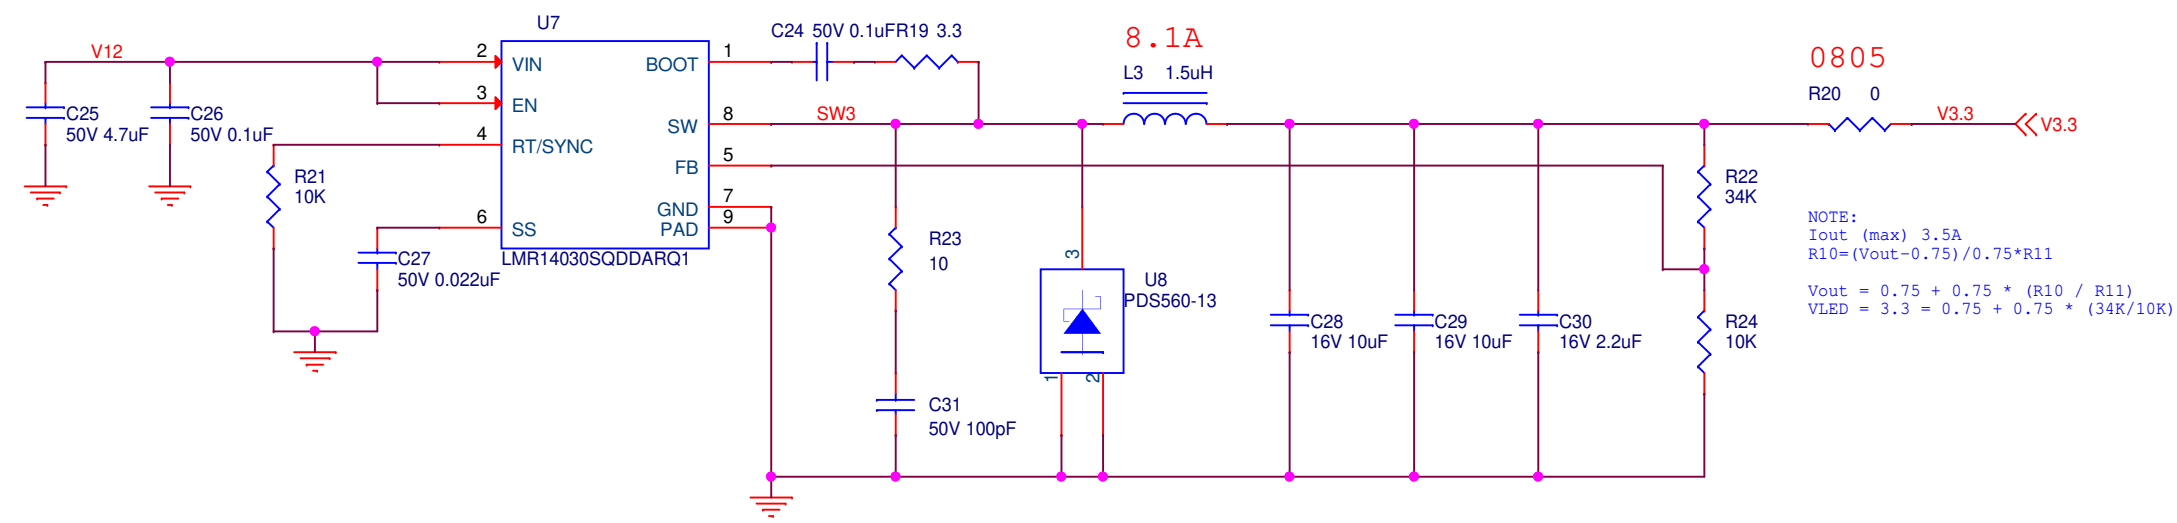 U7
C24 50V 0.1uFR19 3.3
8.1A
0805
V12
2
VIN
BOOT
1
L3 1.5uH
R20 0
3
EN
C25
50V 4.7uF
C26
50V 0.1uF
SW
8
SW3
V3.3
V3.3
4
RT/SYNC
FB
5
R21
10K
R22
34K
GND
7
PAD
9
6
SS
LMR14030SQDDARQ1
C27
50V 0.022uF
R23
10
3
U8
PDS560-13
1
2
NOTE:
Iout (max) 3.5A
R10=(Vout-0.75)/0.75*R11
Vout = 0.75 + 0.75 * (R10 / R11)
VLED = 3.3 = 0.75 + 0.75 * (34K/10K)
C28
16V 10uF
C29
16V 10uF
C30
16V 2.2uF
R24
10K
C31
50V 100pF